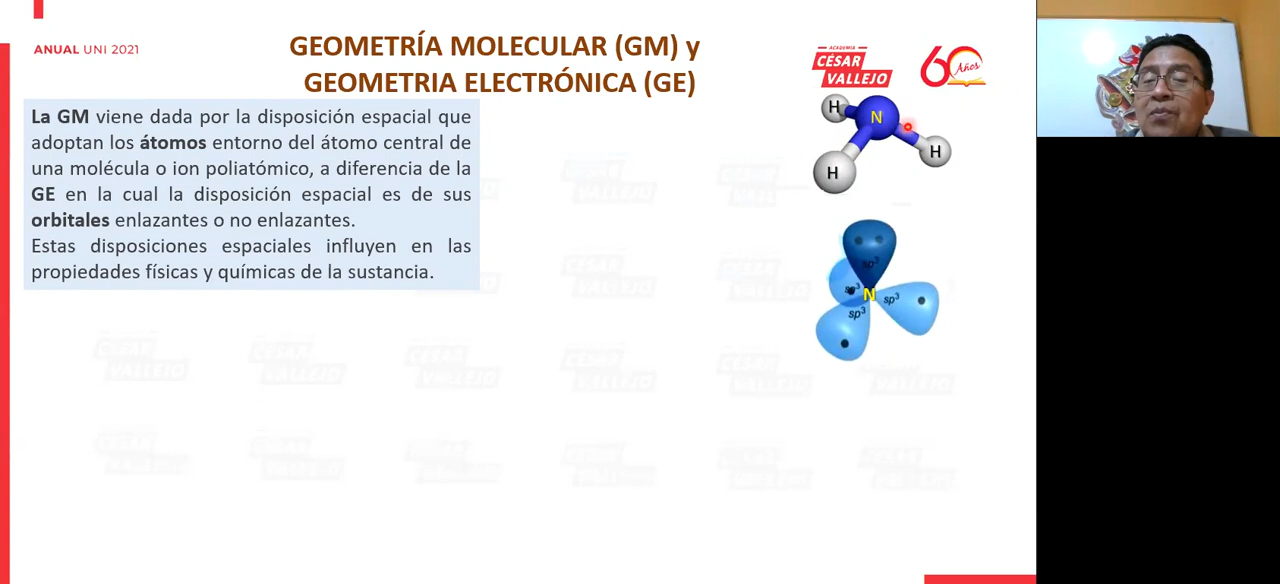 ANUAL UNI 2021
GEOMETRÍA MOLECULAR (GM) y
GEOMETRIA ELECTRÓNICA (GE)
ACADEMIA
CÉSAR
VALLEJO
60 Años
La GM viene dada por la disposición espacial que
adoptan los átomos entorno del átomo central de
una molécula o ion poliatómico, a diferencia de la
GE en la cual la disposición espacial es de sus
orbitales enlazantes o no enlazantes.
Estas disposiciones espaciales influyen en las
propiedades físicas y químicas de la sustancia.
H
N
H
H
sp³
sp³
N
sp³
sp³
CÉSAR
VALLEJO